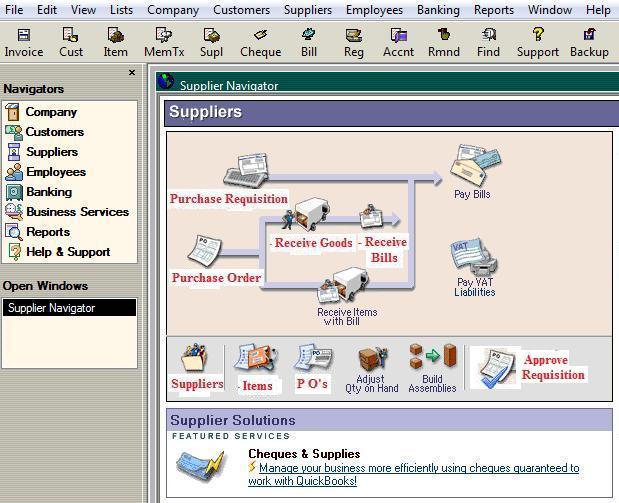 File Edit View Lists Company Customers Suppliers Employees Banking Reports Window Help
Invoice Cust Item MemTx Supl Cheque Bill Reg Accnt Rmnd Find Support Backup
Navigators
Company
Customers
Suppliers
Employees
Banking
Business Services
Reports
Help & Support
Open Windows
Supplier Navigator
Supplier Navigator
Suppliers
Purchase Requisition
Pay Bills
- Receive Goods
- Receive
Bills
PO
Purchase Order
VAT
Pay VAT
Liabilities
Receive Items
with Bill
Suppliers
- Items
PO
P O's
Adjust
Qty on Hand
Build
Assemblies
PO
Approve
Requisition
Supplier Solutions
FEATURED SERVICES
Cheques & Supplies
Manage your business more efficiently using cheques guaranteed to
work with QuickBooks!